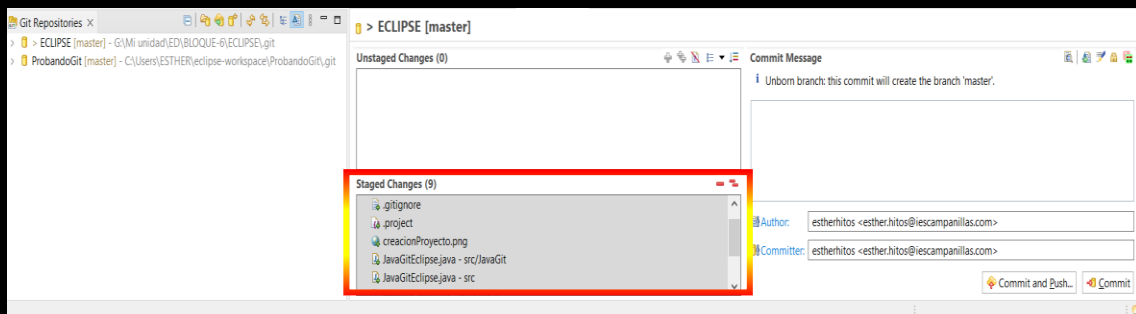 Git Repositories
> ECLIPSE [master] - G:\Mi unidad\ED\BLOQUE-6\ECLIPSE\.git
ProbandoGit [master] - C:\Users\ESTHER\eclipse-workspace\ProbandoGit\.git
> ECLIPSE [master]
Unstaged Changes (0)
Staged Changes (9)
.gitignore
.project
creacionProyecto.png
JavaGitEclipse.java - src/JavaGit
JavaGitEclipse.java - src
Commit Message
Unborn branch: this commit will create the branch 'master'.
Author: estherhitos <esther.hitos@iescampanillas.com>
Committer: estherhitos <esther.hitos@iescampanillas.com>
Commit and Push... Commit